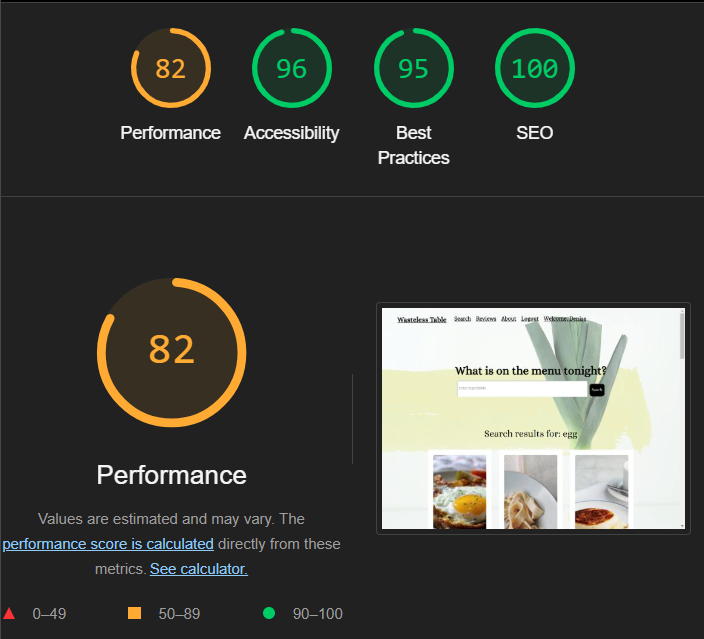 82
96
95
100
Performance
Accessibility
Best
Practices
SEO
82
Performance
Values are estimated and may vary. The
performance score is calculated directly from these
metrics. See calculator.
0–49
50–89
90–100
Wasteless Table Search Reviews About Logout Welcome, Denise
What is on the menu tonight?
Search
Search results for: egg